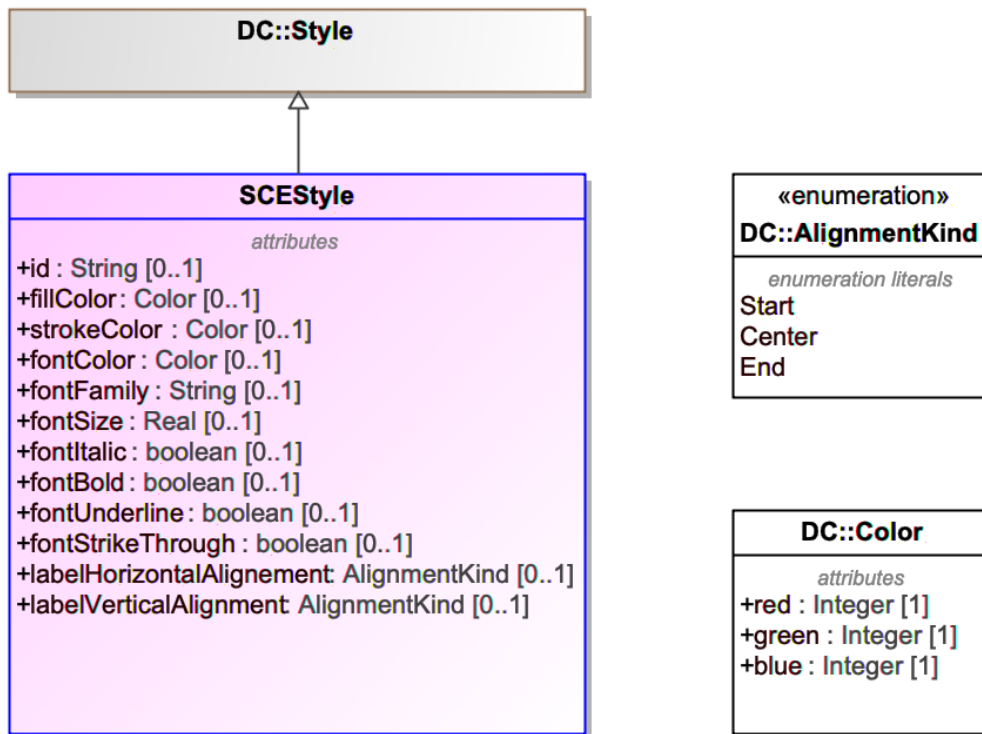 DC::Style
SCEStyle
attributes
+id : String [0..1]
+fillColor : Color [0..1]
+strokeColor : Color [0..1]
+fontColor : Color [0..1]
+fontFamily : String [0..1]
+fontSize : Real [0..1]
+fontItalic : boolean [0..1]
+fontBold : boolean [0..1]
+fontUnderline : boolean [0..1]
+fontStrikeThrough : boolean [0..1]
+labelHorizontalAlignement: AlignmentKind [0..1]
+labelVerticalAlignment: AlignmentKind [0..1]
«enumeration»
DC::AlignmentKind
enumeration literals
Start
Center
End
DC::Color
attributes
+red : Integer [1]
+green : Integer [1]
+blue : Integer [1]